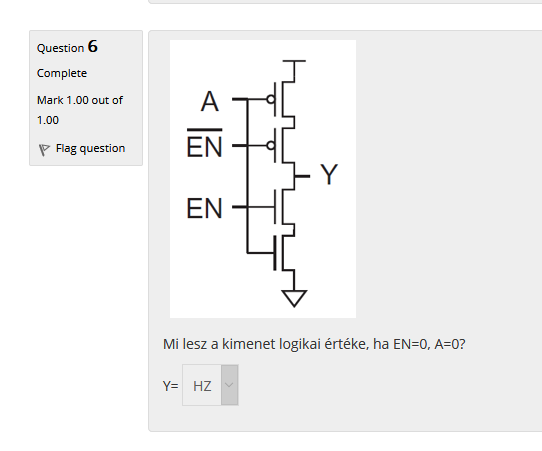 Question 6
Complete
Mark 1.00 out of
1.00
Flag question
A
EN
Y
EN
Mi lesz a kimenet logikai értéke, ha EN=0, A=0?
Y= HZ